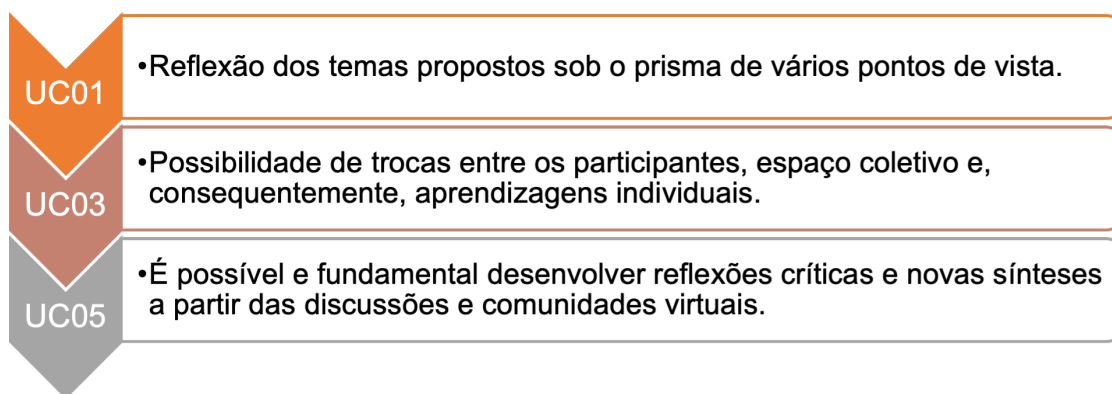 UC01
•Reflexão dos temas propostos sob o prisma de vários pontos de vista.
UC03
•Possibilidade de trocas entre os participantes, espaço coletivo e,
consequentemente, aprendizagens individuais.
UC05
•É possível e fundamental desenvolver reflexões críticas e novas sínteses
a partir das discussões e comunidades virtuais.